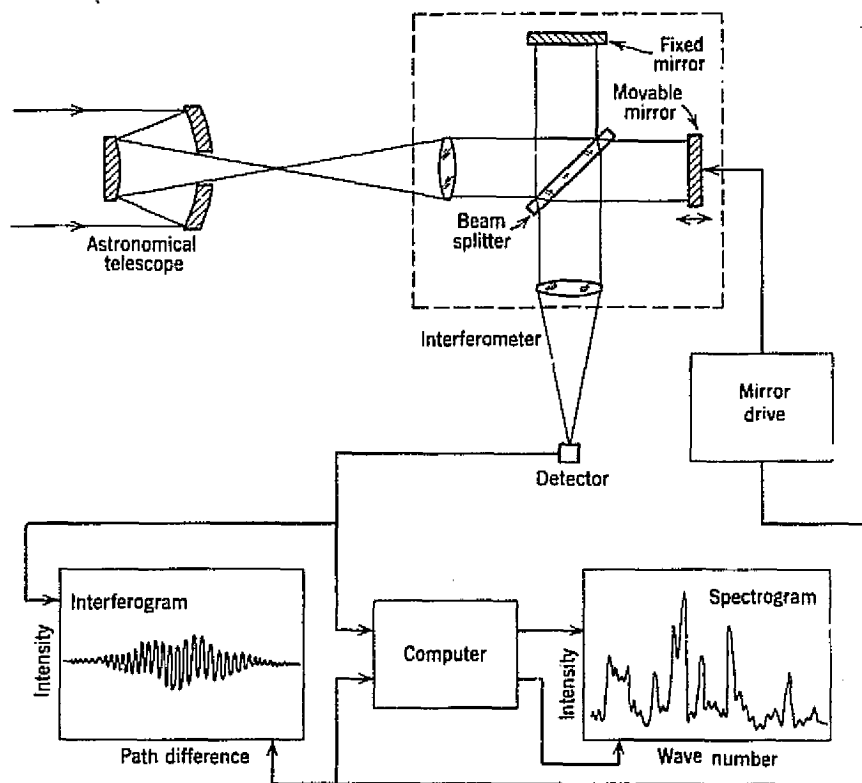 Fixed
mirror
Movable
mirror
Beam
splitter
Astronomical
telescope
Interferometer
Mirror
drive
Detector
Interferogram
Intensity
Path difference
Computer
Spectrogram
Intensity
Wave number